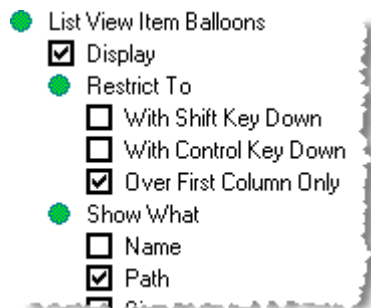 List View Item Balloons
Display
Restrict To
With Shift Key Down
With Control Key Down
Over First Column Only
Show What
Name
Path